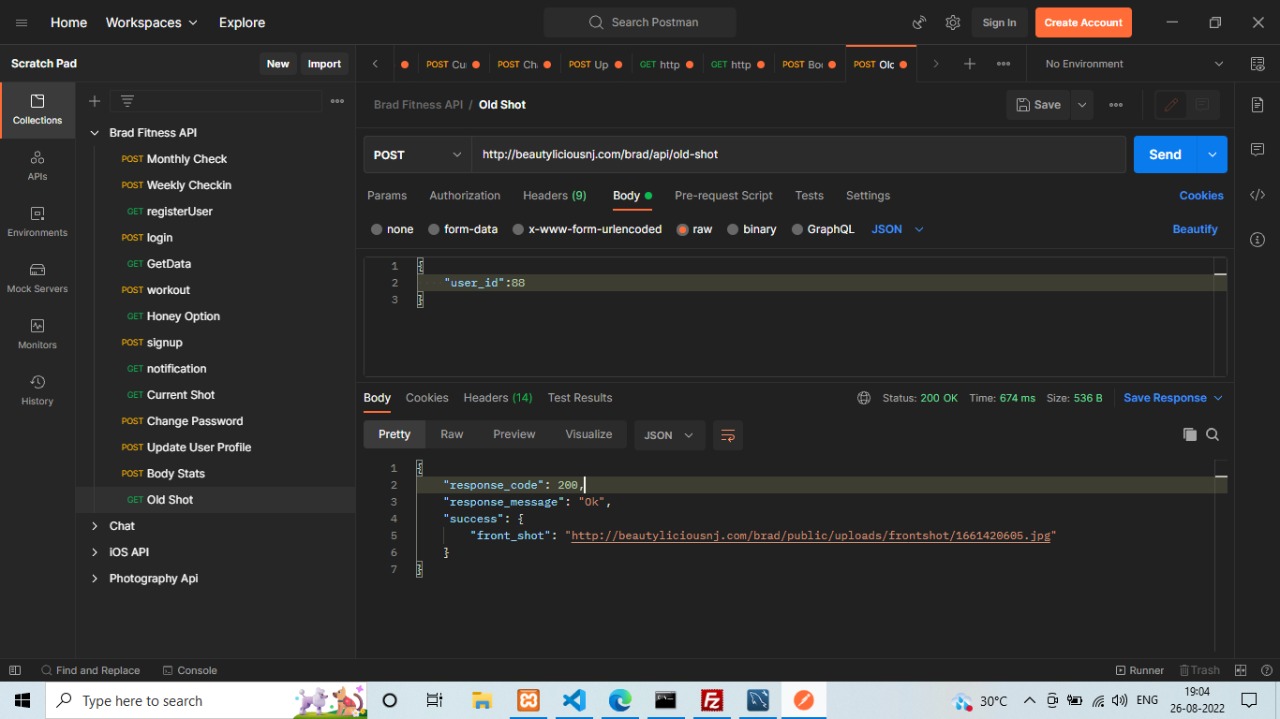 Home Workspaces Explore Search Postman Sign In Create Account
Scratch Pad New Import
POST Cu POST Ch POST Up GET http GET http POST Bo POST Old No Environment
Collections
APIs
Environments
Mock Servers
Monitors
History
Brad Fitness API
POST Monthly Check
POST Weekly Checkin
GET registerUser
POST login
GET GetData
POST workout
GET Honey Option
POST signup
GET notification
GET Current Shot
POST Change Password
POST Update User Profile
POST Body Stats
GET Old Shot
Chat
iOS API
Photography Api
Brad Fitness API / Old Shot Save
POST http://beautyliciousnj.com/brad/api/old-shot Send
Params Authorization Headers (9) Body Pre-request Script Tests Settings Cookies
none form-data x-www-form-urlencoded raw binary GraphQL JSON Beautify
1 {
2 "user_id":88
3 }
Body Cookies Headers (14) Test Results Status: 200 OK Time: 674 ms Size: 536 B Save Response
Pretty Raw Preview Visualize JSON
1 {
2 "response_code": 200,
3 "response_message": "Ok",
4 "success": {
5 "front_shot": "http://beautyliciousnj.com/brad/public/uploads/frontshot/1661420605.jpg"
6 }
7 }
Find and Replace Console Runner Trash
Type here to search 30°C ENG 19:04
26-08-2022